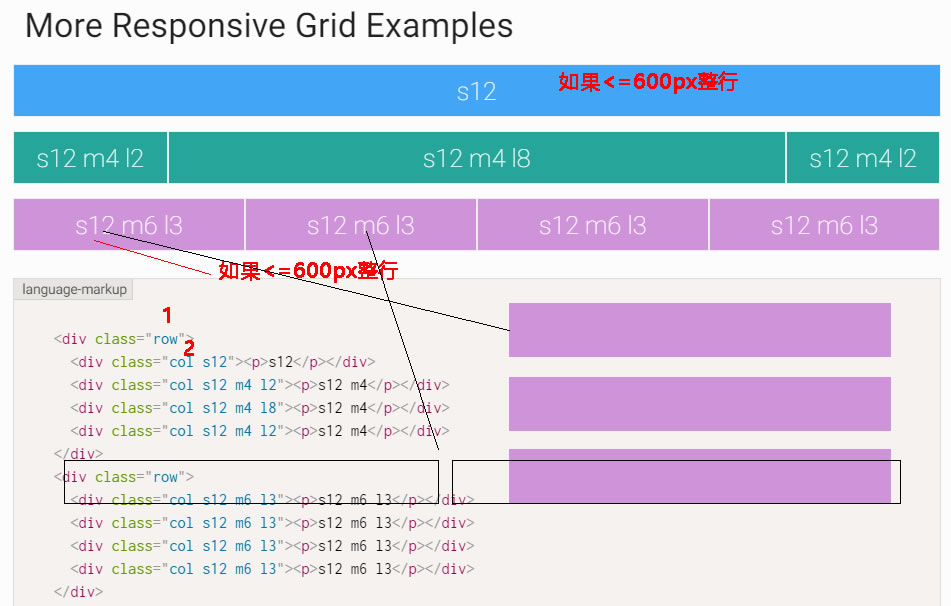 More Responsive Grid Examples
s12
如果<=600px整行
s12 m4 l2
s12 m4 l8
s12 m4 l2
s12 m6 l3
s12 m6 l3
s12 m6 l3
s12 m6 l3
如果<=600px整行
language-markup
1
<div class="row">
2
<div class="col s12"><p>s12</p></div>
<div class="col s12 m4 l2"><p>s12 m4</p></div>
<div class="col s12 m4 l8"><p>s12 m4</p></div>
<div class="col s12 m4 l2"><p>s12 m4</p></div>
</div>
<div class="row">
<div class="col s12 m6 l3"><p>s12 m6 l3</p></div>
<div class="col s12 m6 l3"><p>s12 m6 l3</p></div>
<div class="col s12 m6 l3"><p>s12 m6 l3</p></div>
<div class="col s12 m6 l3"><p>s12 m6 l3</p></div>
</div>